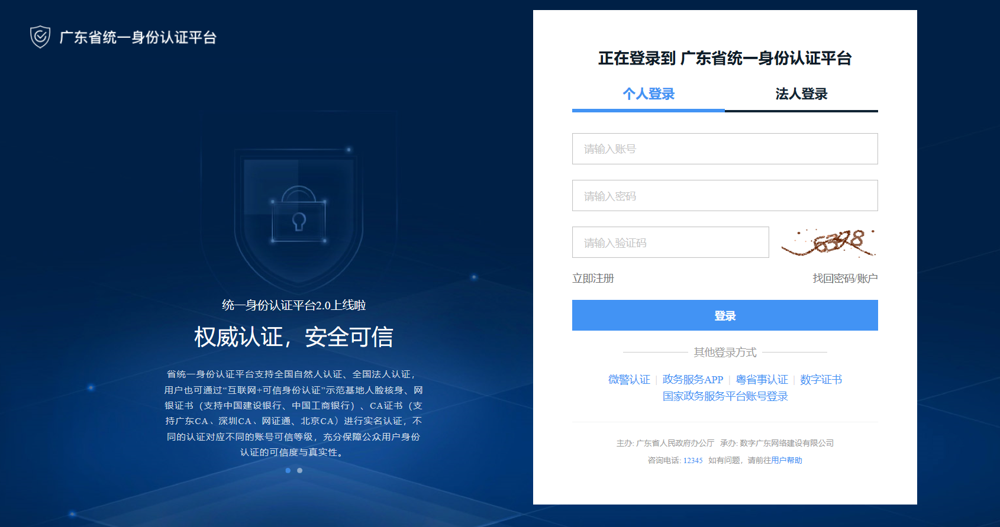 广东省统一身份认证平台
统一身份认证平台2.0上线啦
权威认证，安全可信
省统一身份认证平台支持全国自然人认证、全国法人认证，
用户也可通过“互联网+可信身份认证”示范基地人脸核身、网
银证书（支持中国建设银行、中国工商银行）、CA证书（支
持广东CA、深圳CA、网证通、北京CA）进行实名认证，不
同的认证对应不同的账号可信等级，充分保障公众用户身份
认证的可信度与真实性。
正在登录到 广东省统一身份认证平台
个人登录 法人登录
请输入账号
请输入密码
请输入验证码
立即注册 找回密码/账户
登录
其他登录方式
微警认证 | 政务服务APP | 粤省事认证 | 数字证书
国家政务服务平台账号登录
主办: 广东省人民政府办公厅 承办: 数字广东网络建设有限公司
咨询电话: 12345 如有问题，请前往用户帮助